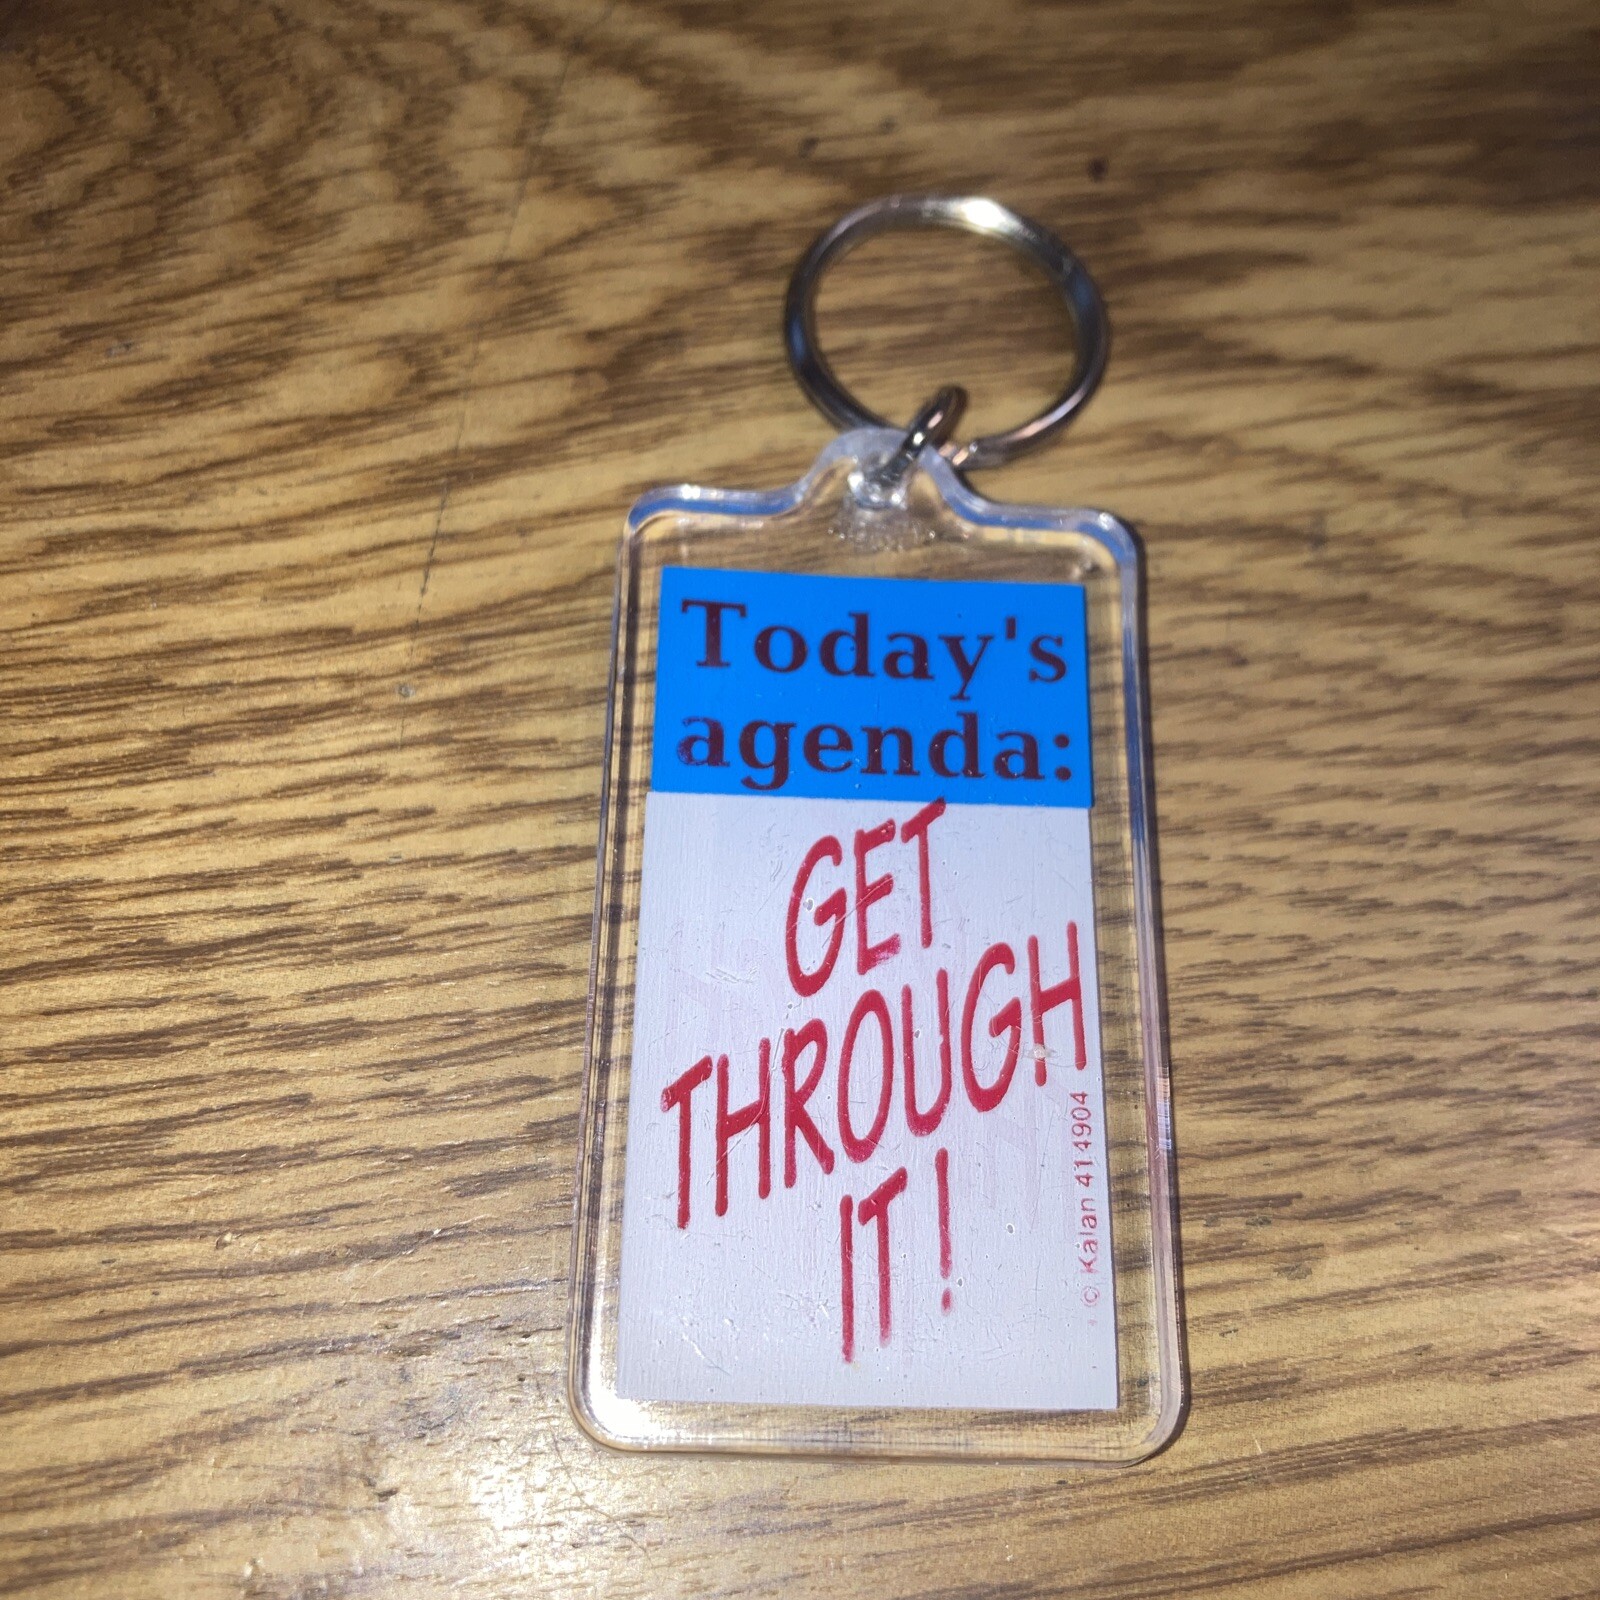 Today's
agenda:
GET
THROUGH
IT!
© Kalan 414904